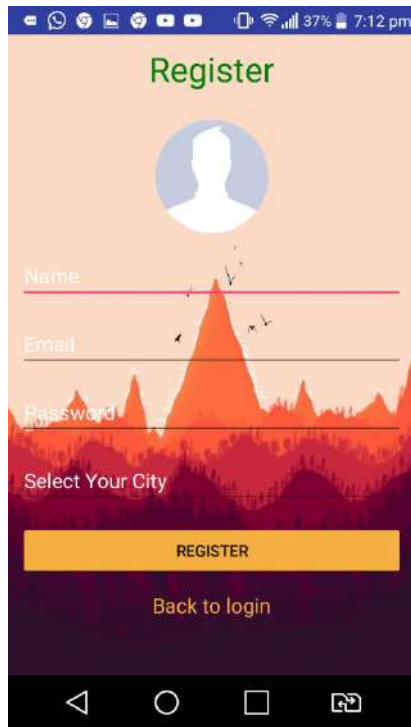 37% 7:12 pm
Register
Name
Email
Password
Select Your City
REGISTER
Back to login